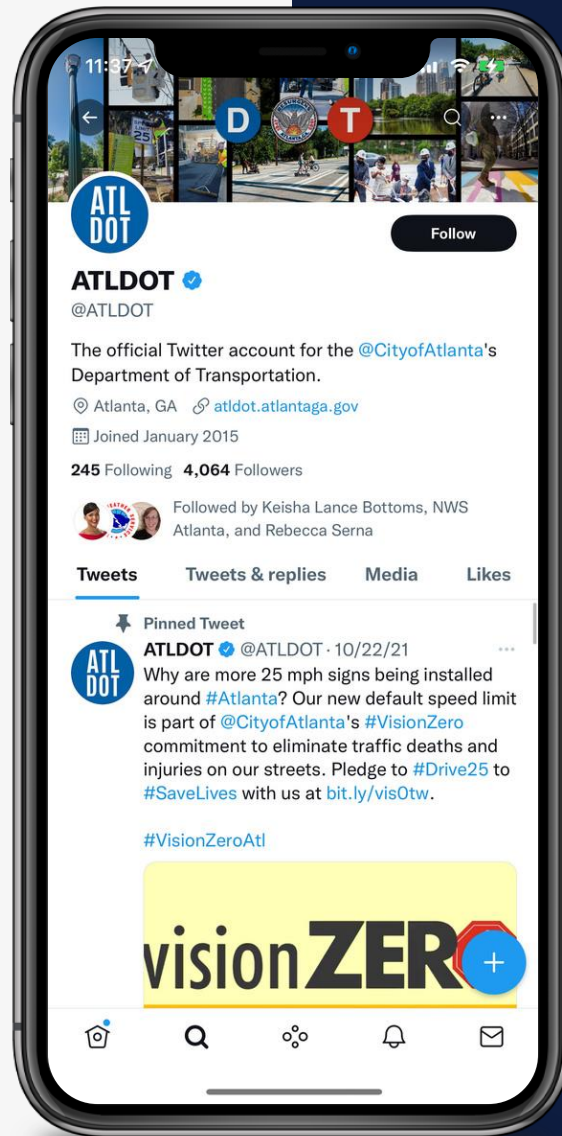 11:37
D T
ATL
DOT
Follow
ATLDOT
@ATLDOT
The official Twitter account for the @CityofAtlanta's
Department of Transportation.
Atlanta, GA atldot.atlantaga.gov
Joined January 2015
245 Following 4,064 Followers
Followed by Keisha Lance Bottoms, NWS
Atlanta, and Rebecca Serna
Tweets Tweets & replies Media Likes
Pinned Tweet
ATLDOT @ATLDOT · 10/22/21
ATL
DOT
Why are more 25 mph signs being installed
around #Atlanta? Our new default speed limit
is part of @CityofAtlanta's #VisionZero
commitment to eliminate traffic deaths and
injuries on our streets. Pledge to #Drive25 to
#SaveLives with us at bit.ly/vis0tw.
#VisionZeroAtl
vision ZER